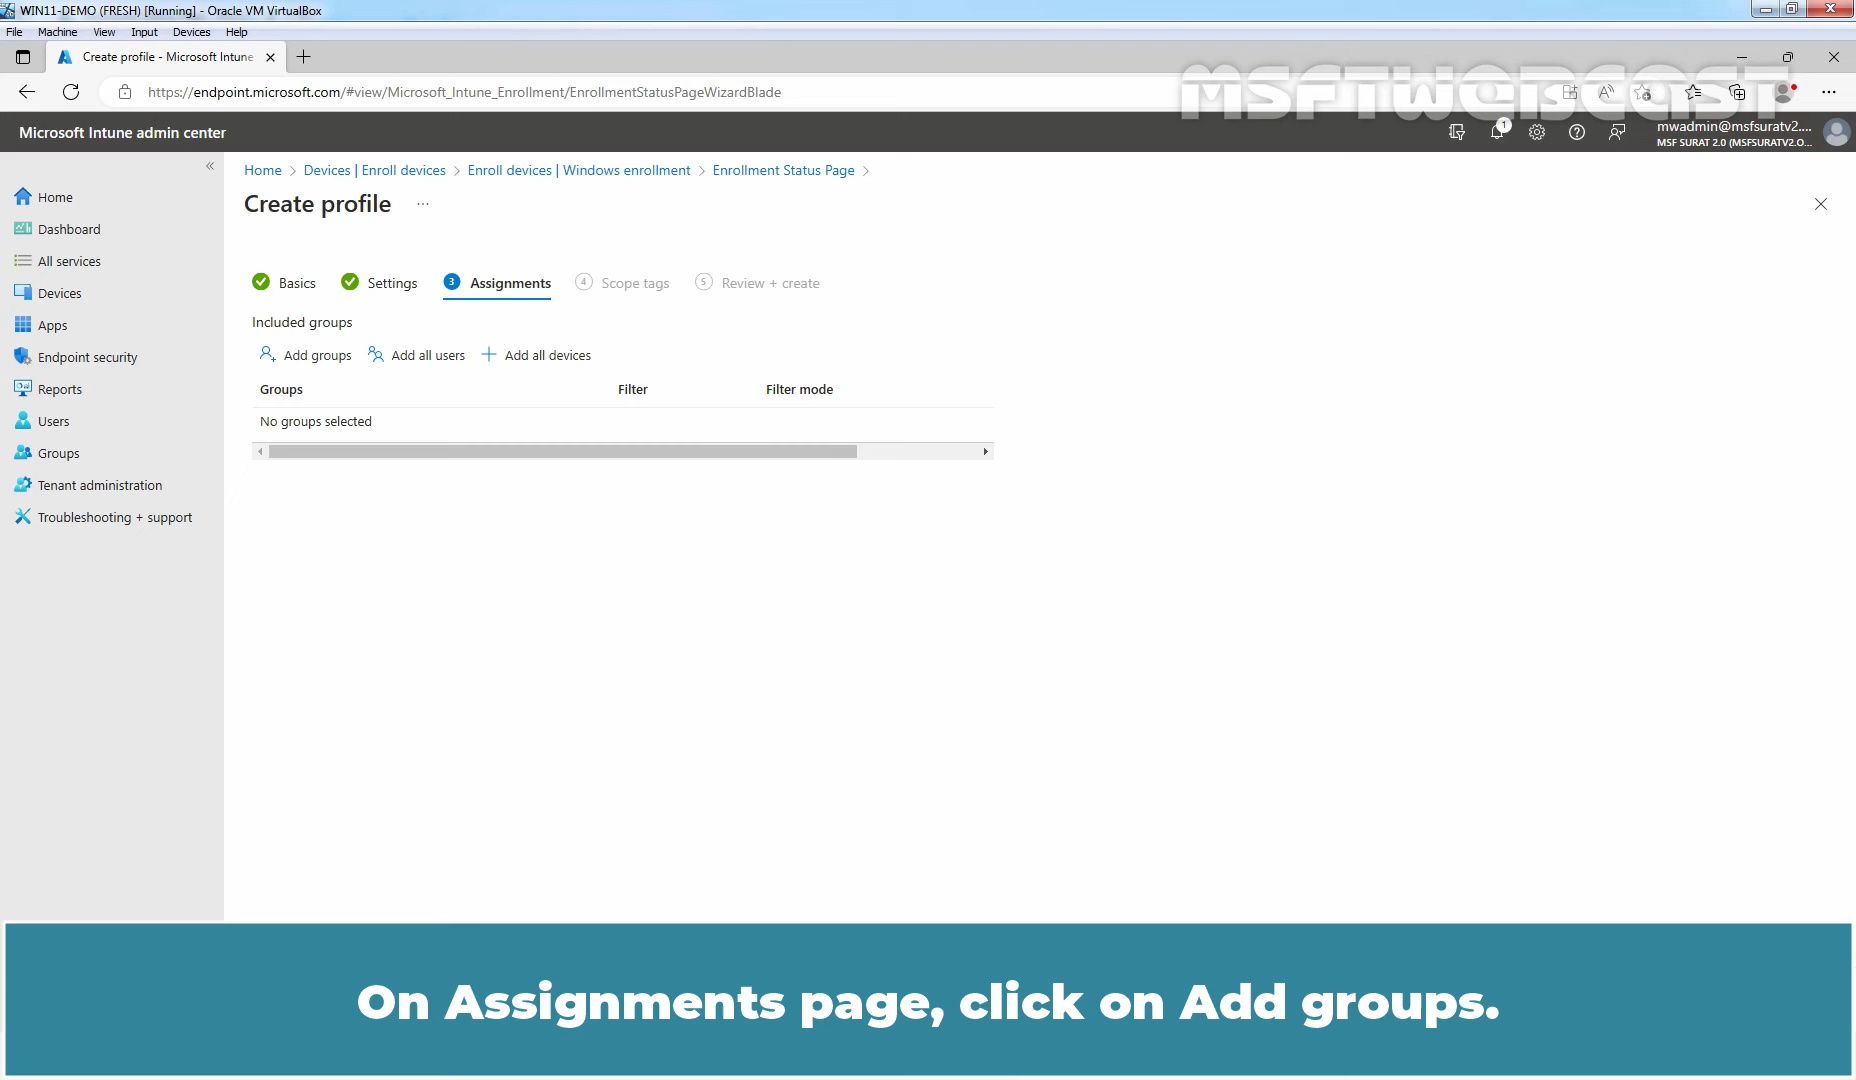 WIN11-DEMO (FRESH) [Running] - Oracle VM VirtualBox
File Machine View Input Devices Help
Create profile - Microsoft Intune
https://endpoint.microsoft.com/#view/Microsoft_Intune_Enrollment/EnrollmentStatusPageWizardBlade
MSFTWEBCAST
Microsoft Intune admin center
1
mwadmin@msfsuratv2....
MSF SURAT 2.0 (MSFSURATV2.O...
«
Home
Dashboard
All services
Devices
Apps
Endpoint security
Reports
Users
Groups
Tenant administration
Troubleshooting + support
Home > Devices | Enroll devices > Enroll devices | Windows enrollment > Enrollment Status Page >
Create profile ...
Basics Settings 3 Assignments 4 Scope tags 5 Review + create
Included groups
Add groups Add all users Add all devices
Groups Filter Filter mode
No groups selected
On Assignments page, click on Add groups.